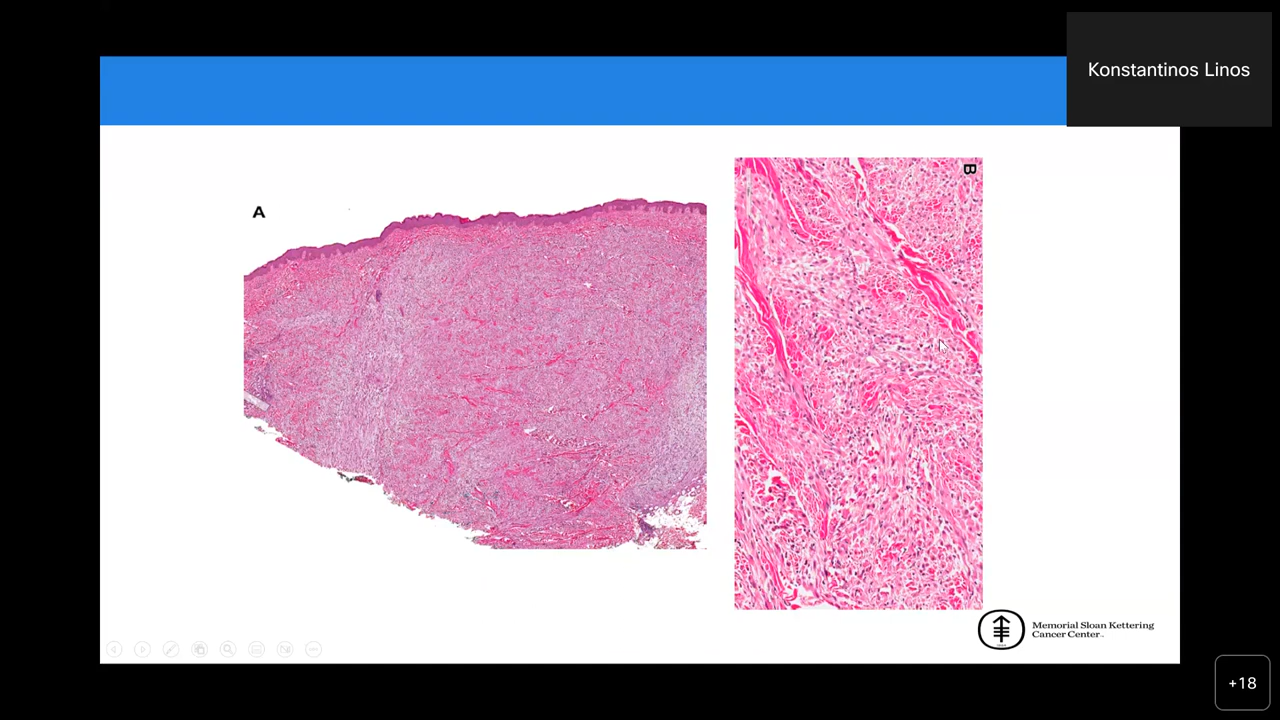 Konstantinos Linos
A
B
Memorial Sloan Kettering
Cancer Center
+18